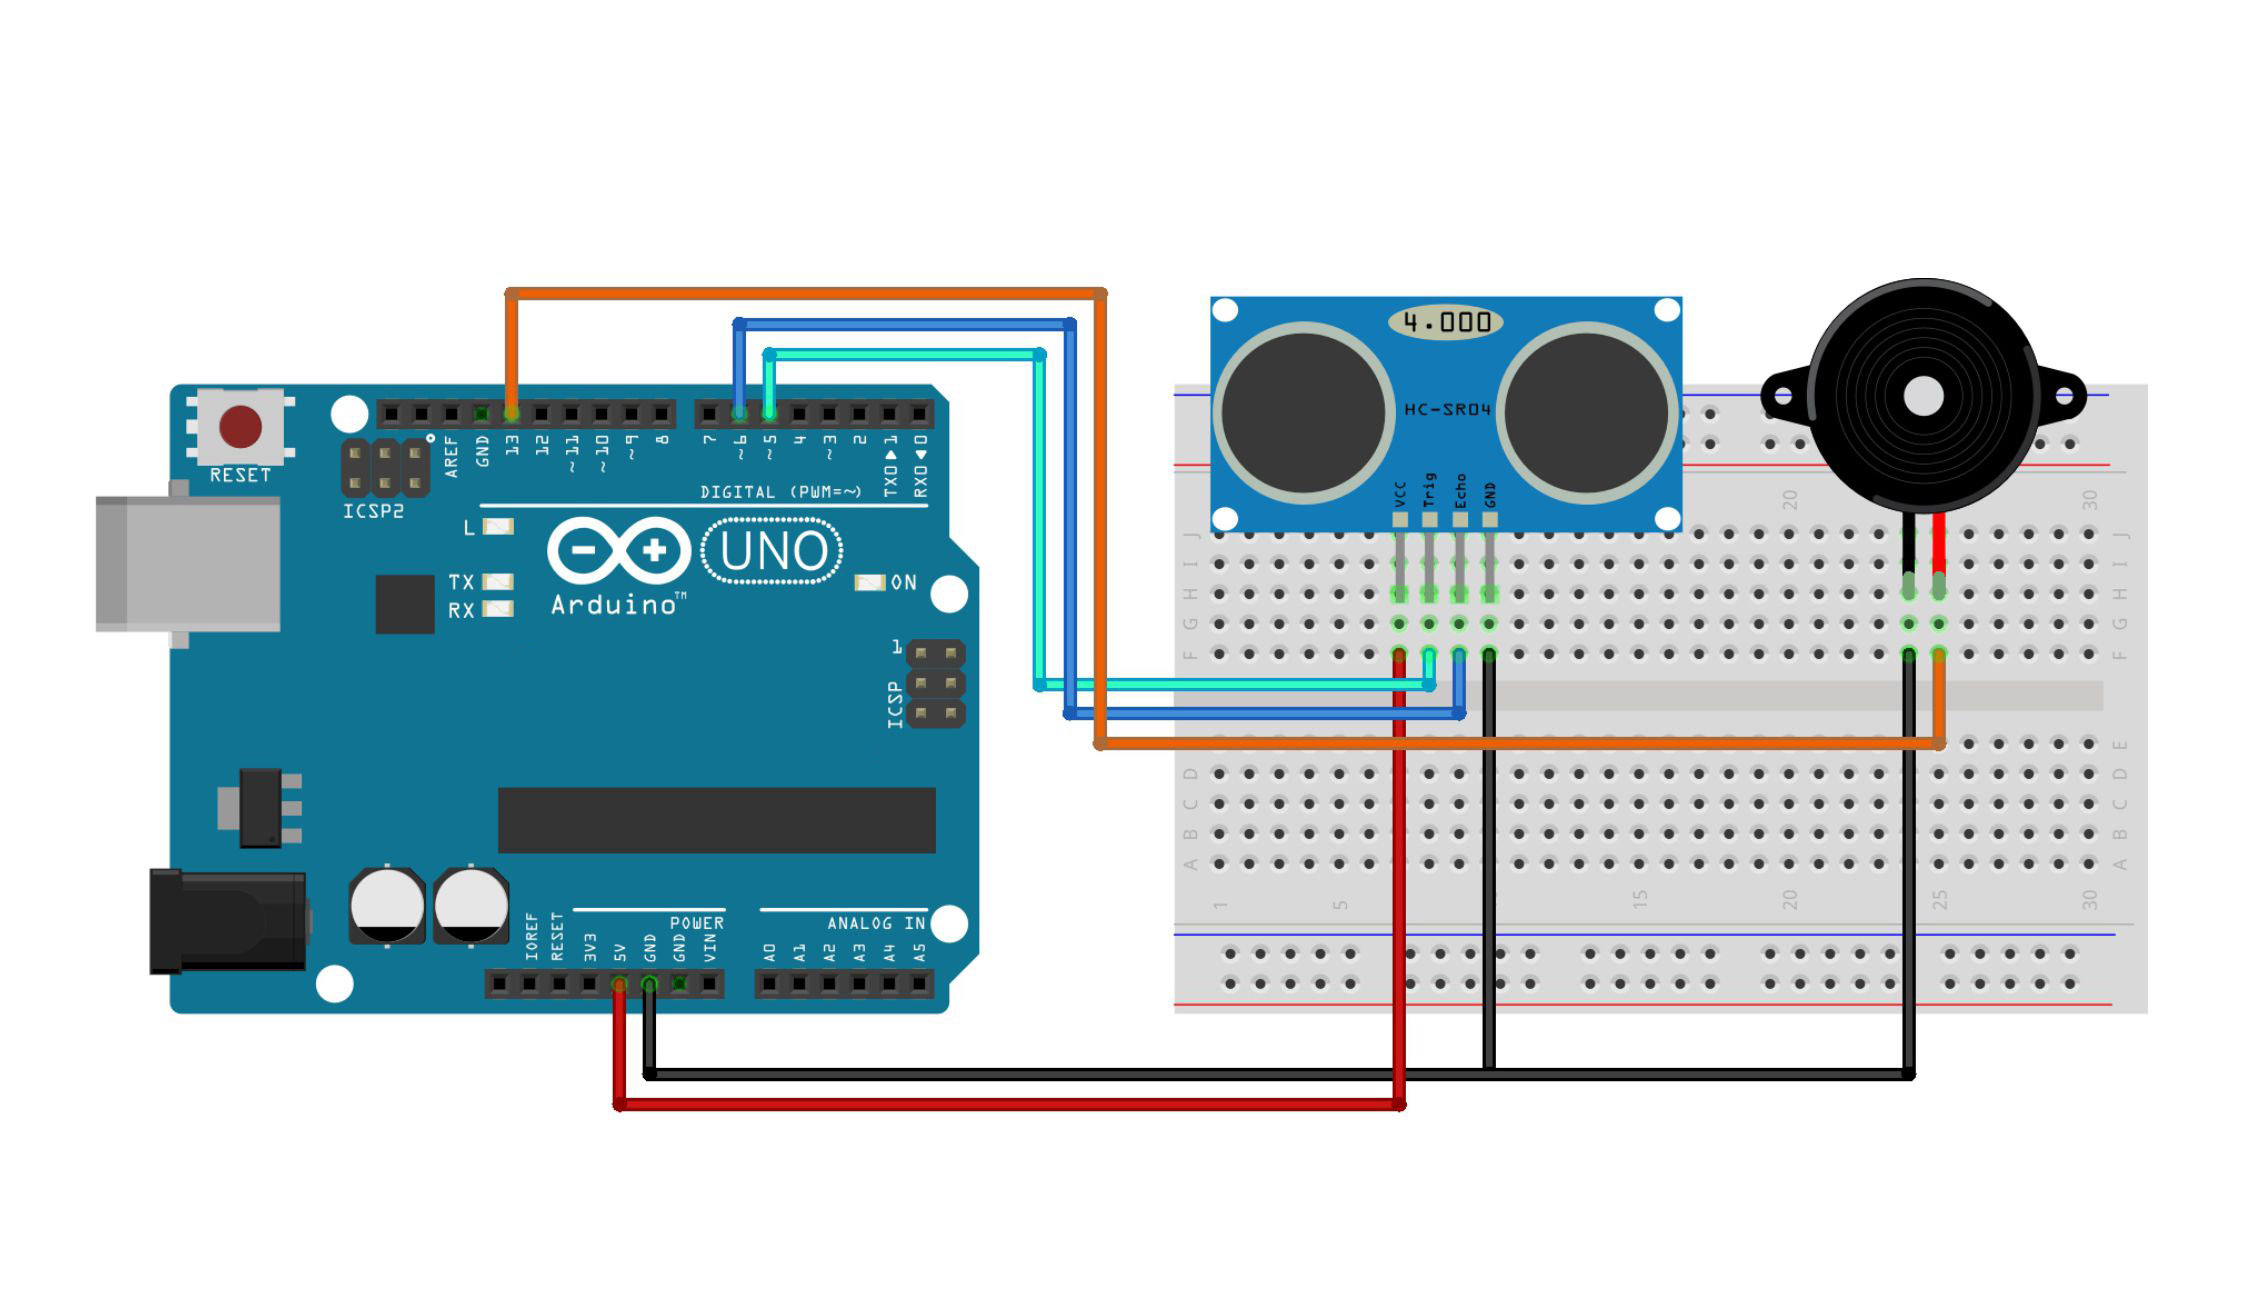 RESET
ICSP2
AREF
GND
13
12
~11
~10
~9
8
7
~6
~5
4
~3
2
TX0▶1
RX0◀0
DIGITAL (PWM=~)
L
TX
RX
UNO
Arduino™
ON
1
ICSP
IOREF
RESET
3V3
5V
GND
GND
VIN
POWER
A0
A1
A2
A3
A4
A5
ANALOG IN
4.000
HC-SR04
VCC
Trig
Echo
GND
20
30
J
I
H
G
F
J
I
H
G
F
E
D
C
B
A
D
C
B
A
1
5
15
20
25
30